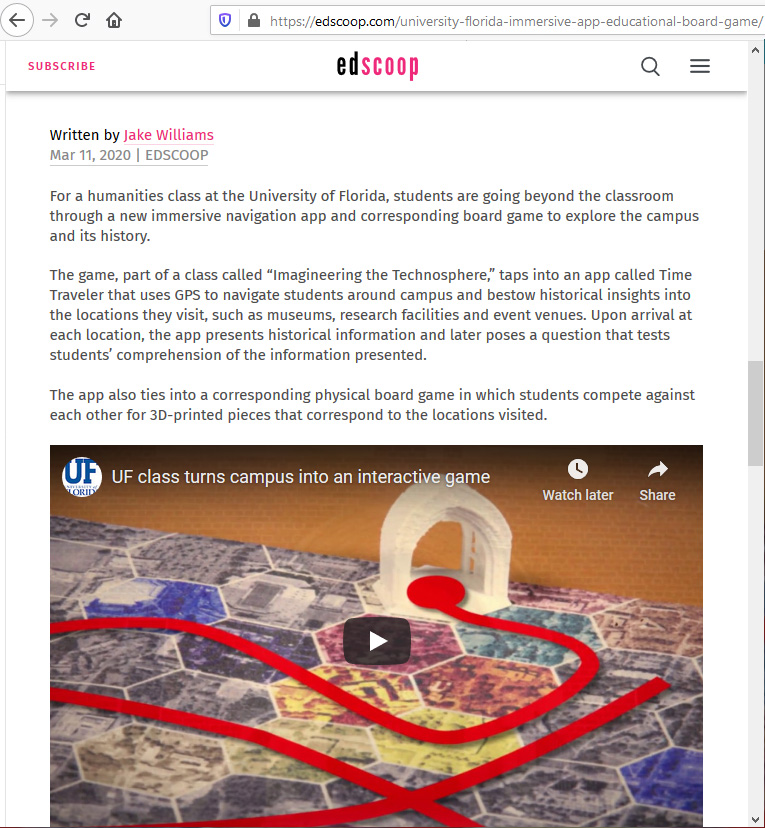 https://edscoop.com/university-florida-immersive-app-educational-board-game/
SUBSCRIBE
edscoop
Written by Jake Williams
Mar 11, 2020 | EDSCOOP
For a humanities class at the University of Florida, students are going beyond the classroom
through a new immersive navigation app and corresponding board game to explore the campus
and its history.
The game, part of a class called “Imagineering the Technosphere,” taps into an app called Time
Traveler that uses GPS to navigate students around campus and bestow historical insights into
the locations they visit, such as museums, research facilities and event venues. Upon arrival at
each location, the app presents historical information and later poses a question that tests
students’ comprehension of the information presented.
The app also ties into a corresponding physical board game in which students compete against
each other for 3D-printed pieces that correspond to the locations visited.
UF
UF class turns campus into an interactive game
Watch later
Share